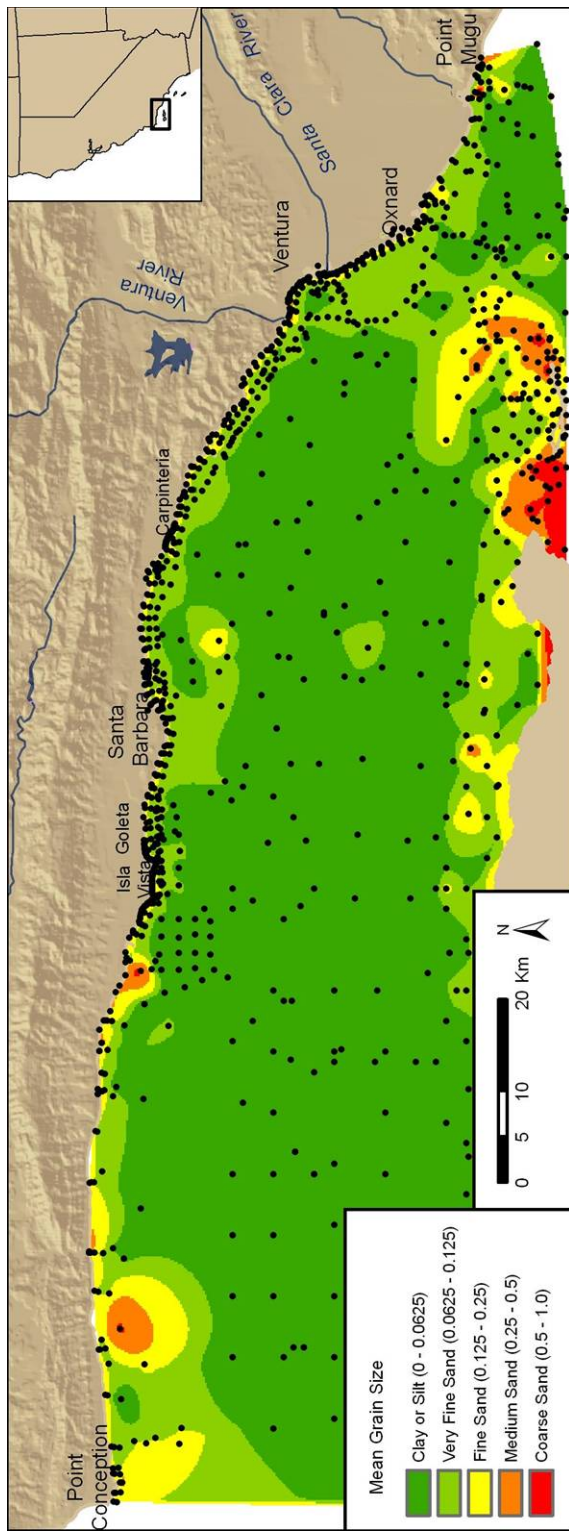 Point
Conception
Isla
Vista
Goleta
Santa
Barbara
Carpinteria
Ventura
River
Ventura
Santa Clara River
Oxnard
Point
Mugu
Mean Grain Size
Clay or Silt (0 - 0.0625)
Very Fine Sand (0.0625 - 0.125)
Fine Sand (0.125 - 0.25)
Medium Sand (0.25 - 0.5)
Coarse Sand (0.5 - 1.0)
0 5 10 20 Km
N